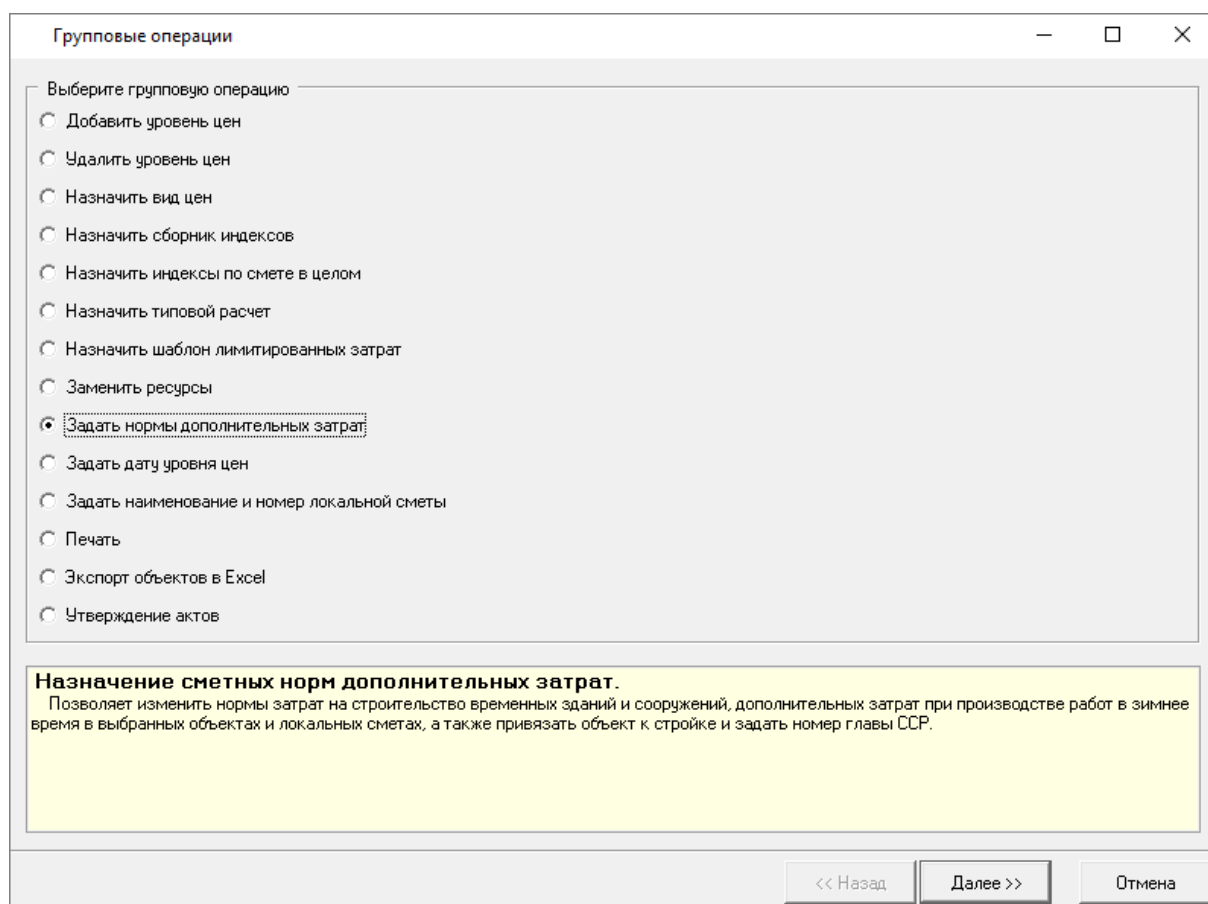 Групповые операции
Выберите групповую операцию
Добавить уровень цен
Удалить уровень цен
Назначить вид цен
Назначить сборник индексов
Назначить индексы по смете в целом
Назначить типовой расчет
Назначить шаблон лимитированных затрат
Заменить ресурсы
Задать нормы дополнительных затрат
Задать дату уровня цен
Задать наименование и номер локальной сметы
Печать
Экспорт объектов в Excel
Утверждение актов
Назначение сметных норм дополнительных затрат.
Позволяет изменить нормы затрат на строительство временных зданий и сооружений, дополнительных затрат при производстве работ в зимнее
время в выбранных объектах и локальных сметах, а также привязать объект к стройке и задать номер главы ССР.
<< Назад Далее >> Отмена